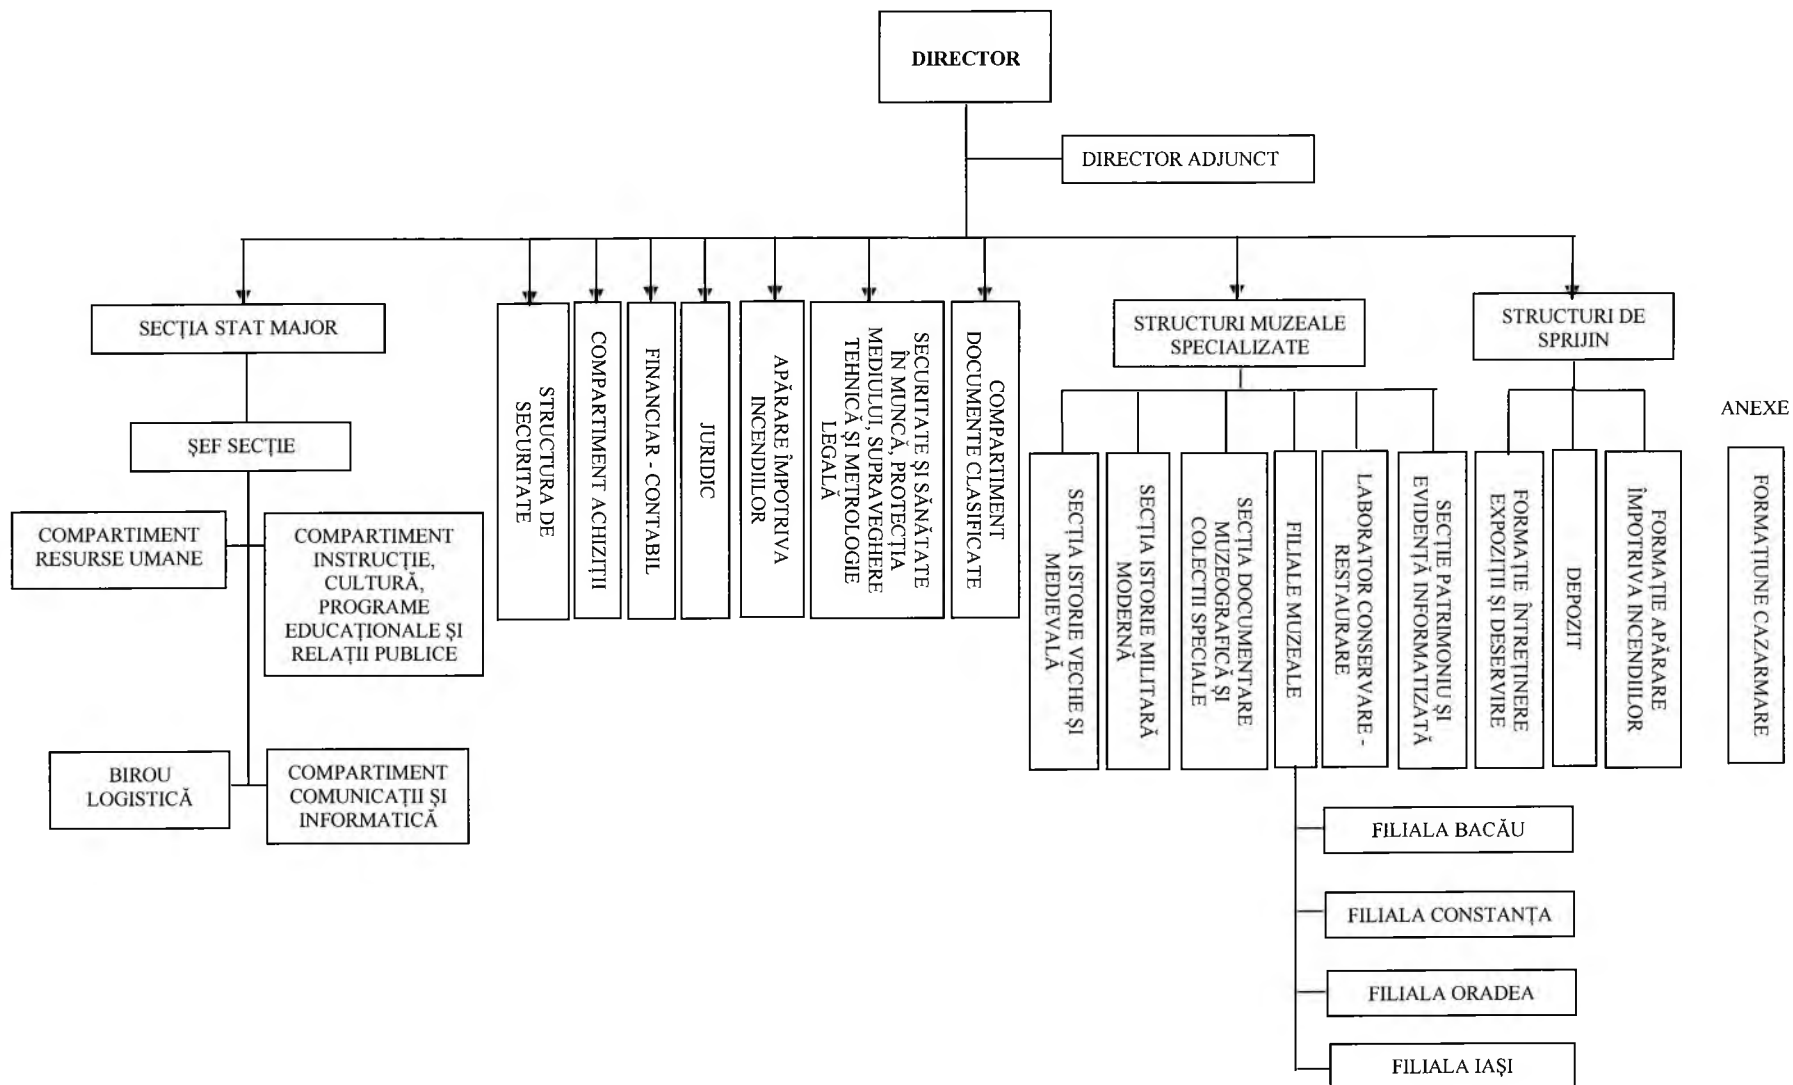 DIRECTOR
DIRECTOR ADJUNCT
SECȚIA STAT MAJOR
ȘEF SECȚIE
COMPARTIMENT
RESURSE UMANE
COMPARTIMENT
INSTRUCȚIE,
CULTURĂ,
PROGRAME
EDUCAȚIONALE ȘI
RELAȚII PUBLICE
BIROU
LOGISTICĂ
COMPARTIMENT
COMUNICAȚII ȘI
INFORMATICĂ
STRUCTURA DE
SECURITATE
COMPARTIMENT ACHIZIȚII
FINANCIAR - CONTABIL
JURIDIC
APĂRARE ÎMPOTRIVA
INCENDIILOR
SECURITATE ȘI SĂNĂTATE
ÎN MUNCĂ, PROTECȚIA
MEDIULUI, SUPRAVEGHERE
TEHNICĂ ȘI METROLOGIE
LEGALĂ
COMPARTIMENT
DOCUMENTE CLASIFICATE
STRUCTURI MUZEALE
SPECIALIZATE
SECȚIA ISTORIE VECHE ȘI
MEDIEVALĂ
SECȚIA ISTORIE MILITARĂ
MODERNĂ
SECȚIA DOCUMENTARE
MUZEOGRAFICĂ ȘI
COLECTII SPECIALE
FILIALE MUZEALE
LABORATOR CONSERVARE -
RESTAURARE
SECȚIE PATRIMONIU ȘI
EVIDENȚĂ INFORMATIZATĂ
FILIALA BACĂU
FILIALA CONSTANȚA
FILIALA ORADEA
FILIALA IAȘI
STRUCTURI DE
SPRIJIN
FORMAȚIE ÎNTREȚINERE
EXPOZIȚII ȘI DESERVIRE
DEPOZIT
FORMAȚIE APĂRARE
ÎMPOTRIVA INCENDIILOR
ANEXE
FORMAȚIUNE CAZARMARE